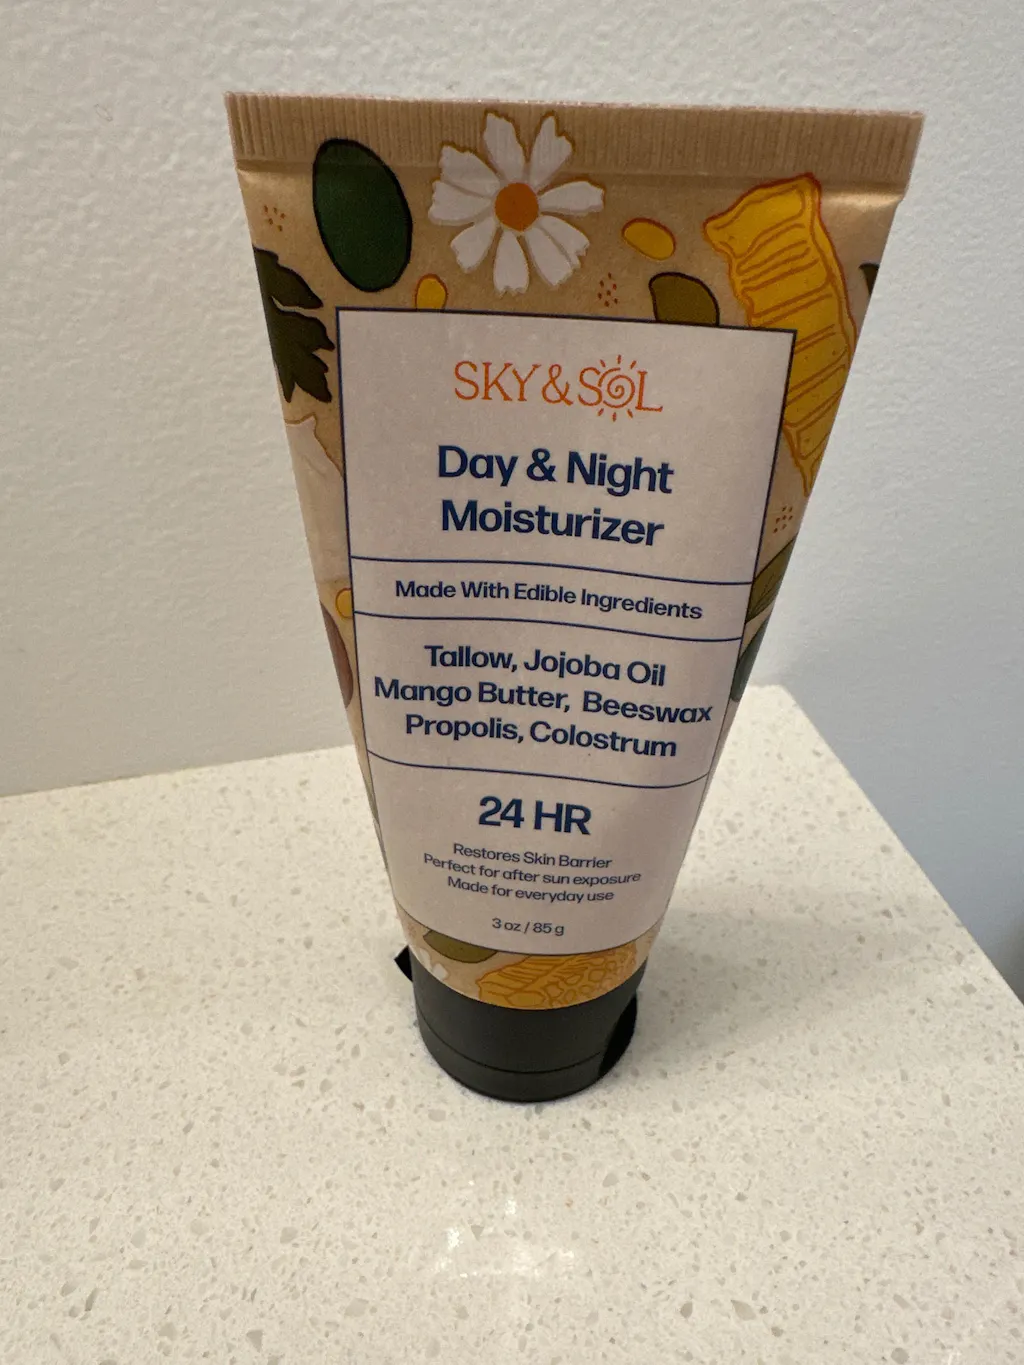 SKY & SOL
Day & Night
Moisturizer
Made With Edible Ingredients
Tallow, Jojoba Oil
Mango Butter, Beeswax
Propolis, Colostrum
24 HR
Restores Skin Barrier
Perfect for after sun exposure
Made for everyday use
3 oz / 85 g